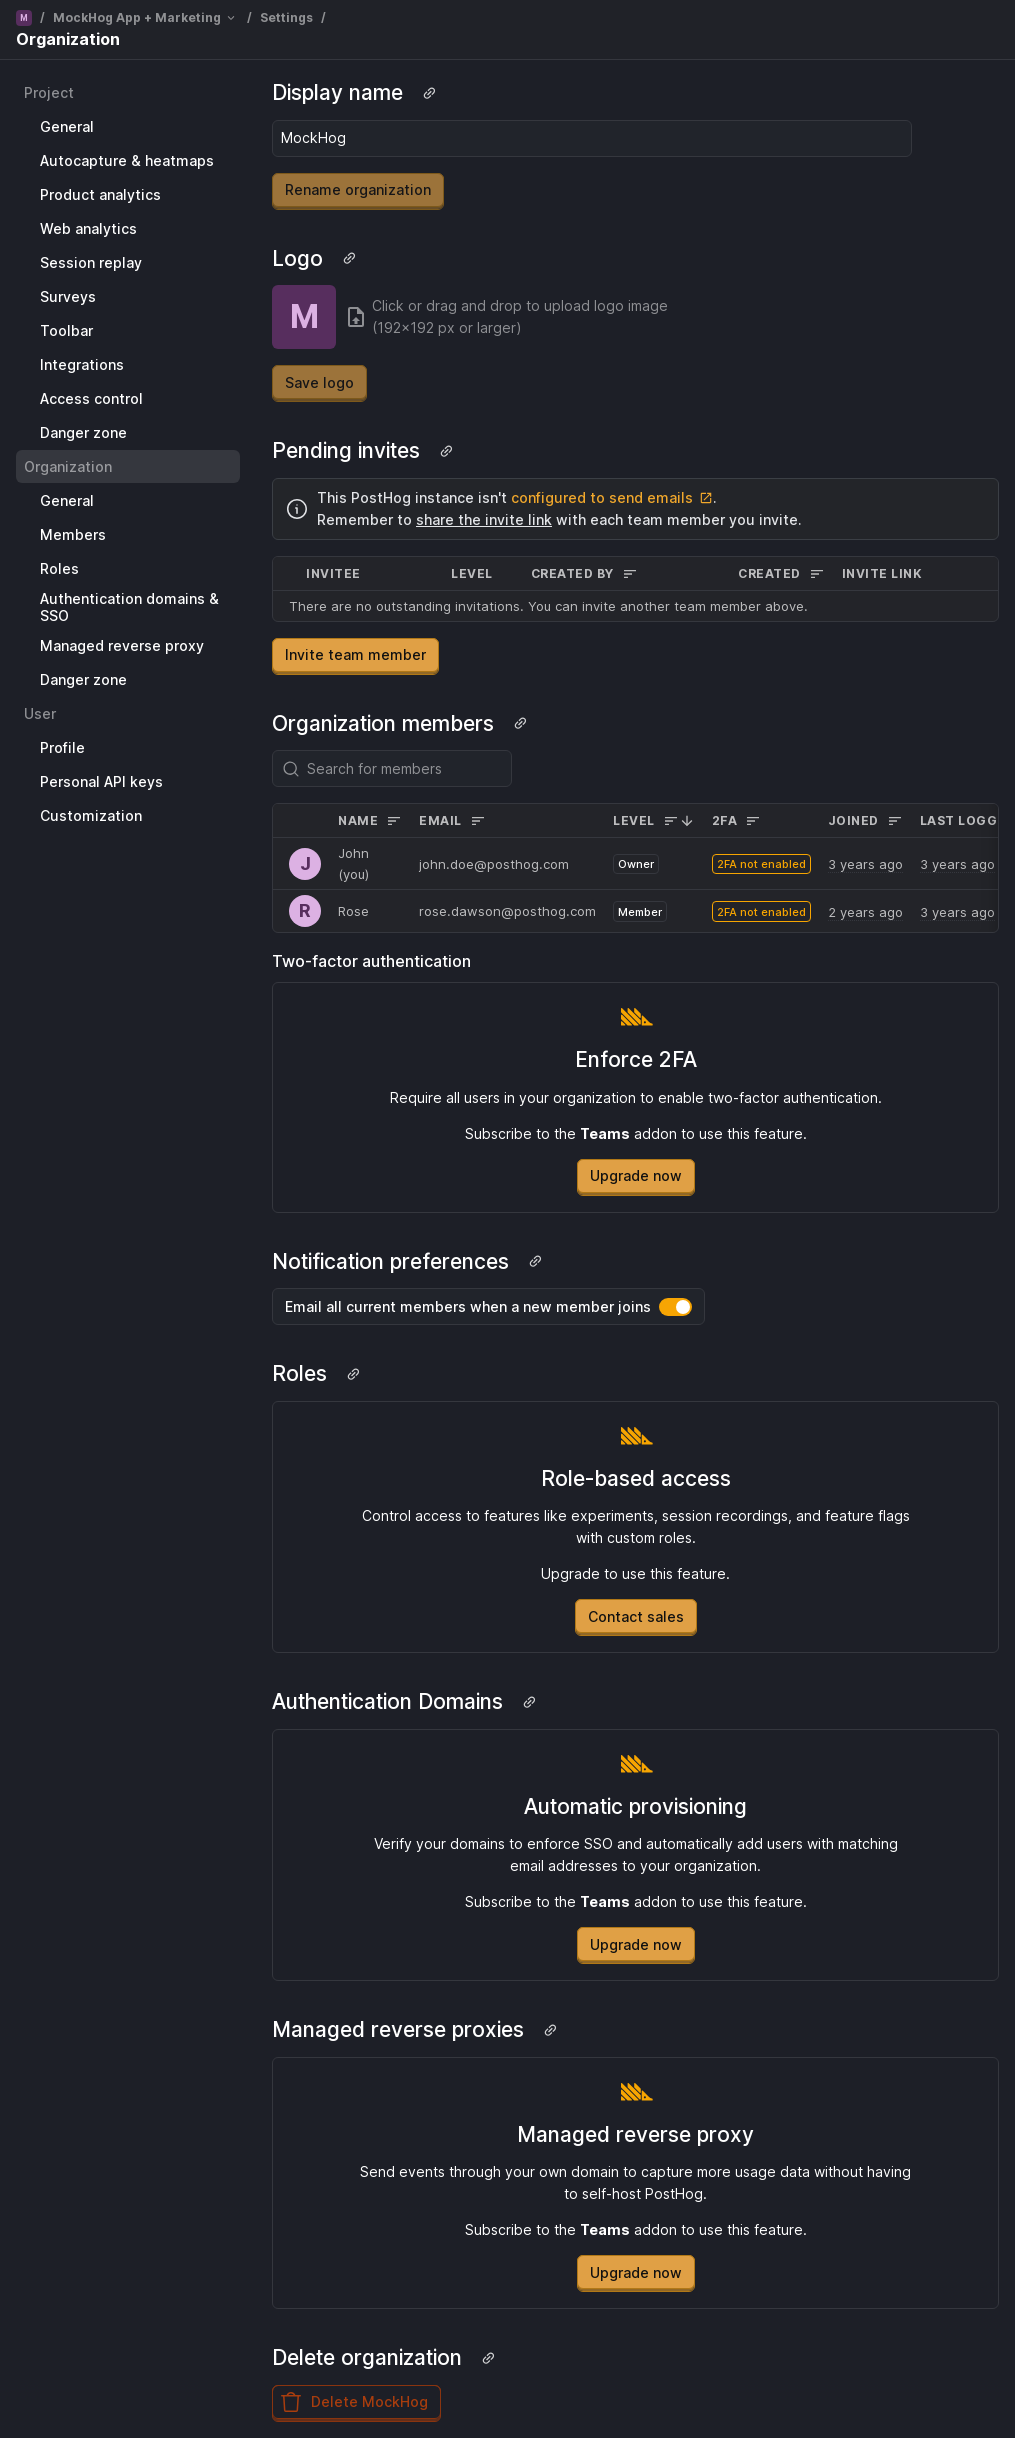 M / MockHog App + Marketing / Settings /
Organization
Project
General
Autocapture & heatmaps
Product analytics
Web analytics
Session replay
Surveys
Toolbar
Integrations
Access control
Danger zone
Organization
General
Members
Roles
Authentication domains &
SSO
Managed reverse proxy
Danger zone
User
Profile
Personal API keys
Customization
Display name
MockHog
Rename organization
Logo
M
Click or drag and drop to upload logo image
(192×192 px or larger)
Save logo
Pending invites
This PostHog instance isn't configured to send emails.
Remember to share the invite link with each team member you invite.
INVITEE LEVEL CREATED BY CREATED INVITE LINK
There are no outstanding invitations. You can invite another team member above.
Invite team member
Organization members
Search for members
NAME EMAIL LEVEL 2FA JOINED LAST LOGG
J John (you) john.doe@posthog.com Owner 2FA not enabled 3 years ago 3 years ago
R Rose rose.dawson@posthog.com Member 2FA not enabled 2 years ago 3 years ago
Two-factor authentication
Enforce 2FA
Require all users in your organization to enable two-factor authentication.
Subscribe to the Teams addon to use this feature.
Upgrade now
Notification preferences
Email all current members when a new member joins
Roles
Role-based access
Control access to features like experiments, session recordings, and feature flags
with custom roles.
Upgrade to use this feature.
Contact sales
Authentication Domains
Automatic provisioning
Verify your domains to enforce SSO and automatically add users with matching
email addresses to your organization.
Subscribe to the Teams addon to use this feature.
Upgrade now
Managed reverse proxies
Managed reverse proxy
Send events through your own domain to capture more usage data without having
to self-host PostHog.
Subscribe to the Teams addon to use this feature.
Upgrade now
Delete organization
Delete MockHog